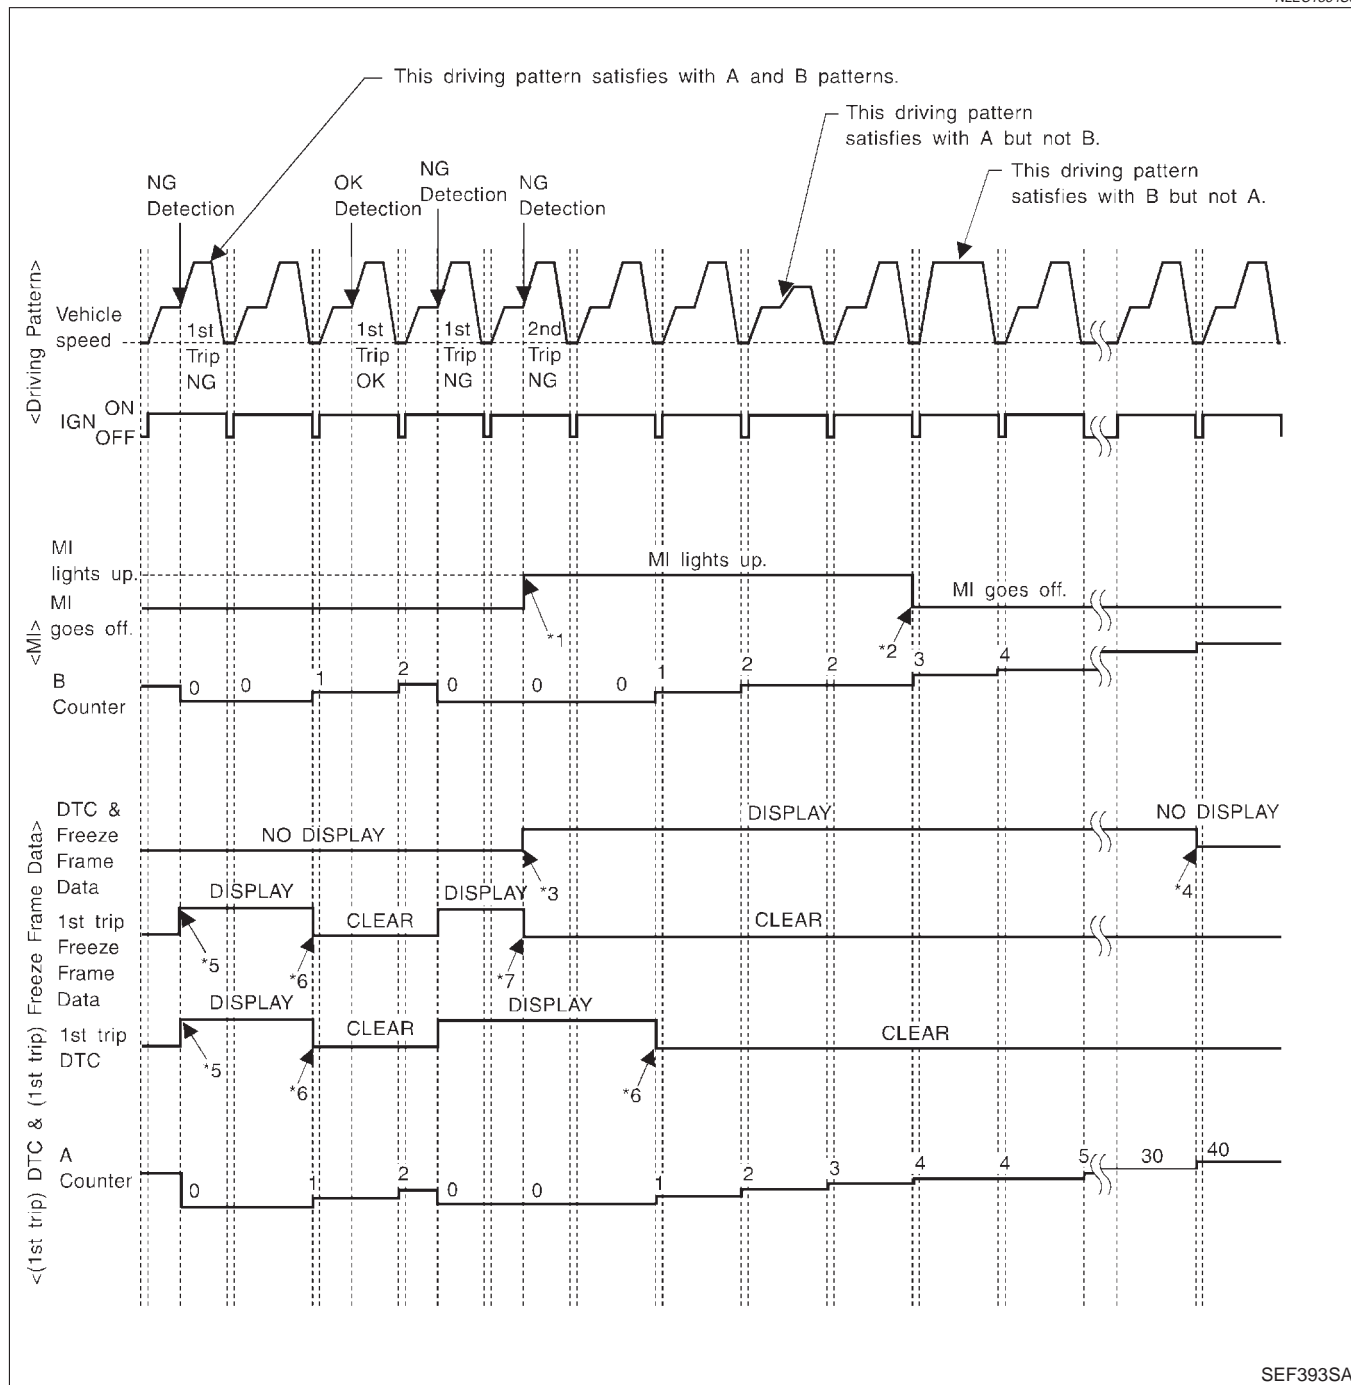 This driving pattern satisfies with A and B patterns.
This driving pattern
satisfies with A but not B.
This driving pattern
satisfies with B but not A.
NG
Detection
OK
Detection
NG
Detection
NG
Detection
<Driving Pattern>
Vehicle
speed
1st
Trip
NG
1st
Trip
OK
1st
Trip
NG
2nd
Trip
NG
IGN
ON
OFF
<MI>
MI
lights up.
MI
goes off.
MI lights up.
MI goes off.
*1
*2
B
Counter
0 0 1 2 0 0 0 1 2 2 3 4
<(1st trip) DTC & (1st trip) Freeze Frame Data>
DTC &
Freeze
Frame
Data
NO DISPLAY
DISPLAY
NO DISPLAY
*3
*4
1st trip
Freeze
Frame
Data
DISPLAY
CLEAR
DISPLAY
CLEAR
*5
*6
*7
1st trip
DTC
DISPLAY
CLEAR
DISPLAY
CLEAR
*5
*6
*6
A
Counter
0 1 2 0 0 1 2 3 4 4 5 30 40
SEF393SA